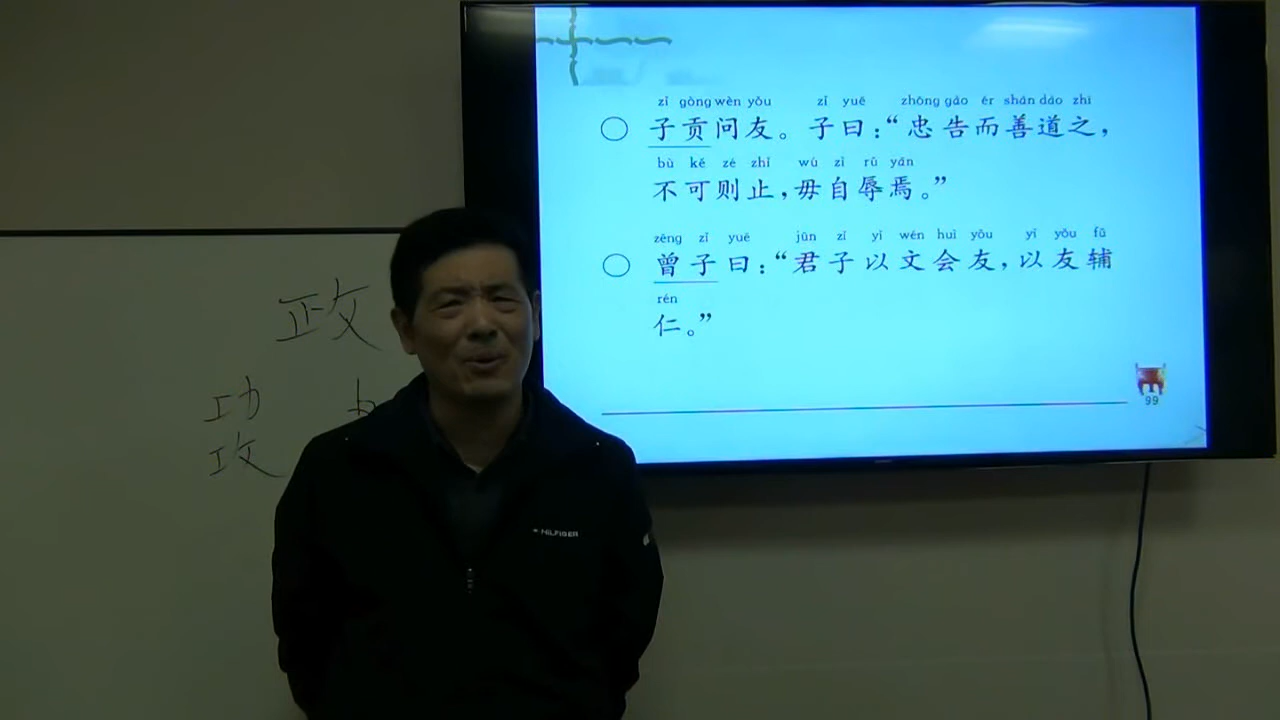 zǐ gòng wèn yǒu zǐ yuē zhōng gào ér shàn dǎo zhī
○ 子贡问友。子曰：“忠告而善道之，
bù kě zé zhǐ wú zì rǔ yān
不可则止，毋自辱焉。”
zēng zǐ yuē jūn zǐ yǐ wén huì yǒu yǐ yǒu fǔ
○ 曾子曰：“君子以文会友，以友辅
rén
仁。”
99
政
功
攻
HILFIGER